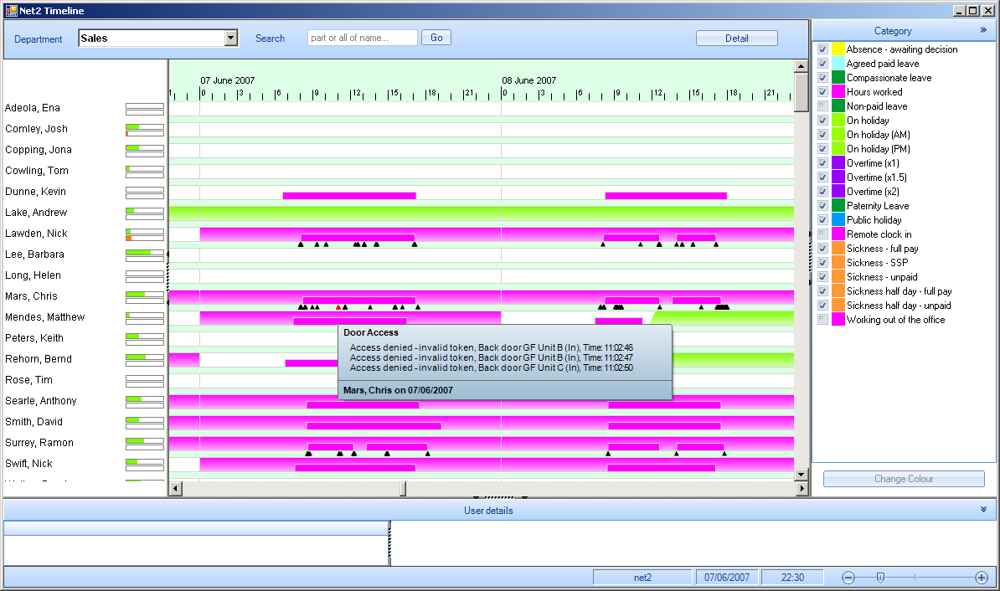 Net2 Timeline
Department
Sales
Search
part or all of name...
Go
Detail
Category
07 June 2007
08 June 2007
0 3 6 9 12 15 18 21 0 3 6 9 12 15 18 21
Adeola, Ena
Comley, Josh
Copping, Jona
Cowling, Tom
Dunne, Kevin
Lake, Andrew
Lawden, Nick
Lee, Barbara
Long, Helen
Mars, Chris
Mendes, Matthew
Peters, Keith
Rehorn, Bernd
Rose, Tim
Searle, Anthony
Smith, David
Surrey, Ramon
Swift, Nick
Door Access
Access denied - invalid token, Back door GF Unit B (In), Time: 11:02:46
Access denied - invalid token, Back door GF Unit B (In), Time: 11:02:47
Access denied - invalid token, Back door GF Unit C (In), Time: 11:02:50
Mars, Chris on 07/06/2007
Absence - awaiting decision
Agreed paid leave
Compassionate leave
Hours worked
Non-paid leave
On holiday
On holiday (AM)
On holiday (PM)
Overtime (x1)
Overtime (x1.5)
Overtime (x2)
Paternity Leave
Public holiday
Remote clock in
Sickness - full pay
Sickness - SSP
Sickness - unpaid
Sickness half day - full pay
Sickness half day - unpaid
Working out of the office
Change Colour
User details
net2
07/06/2007
22:30